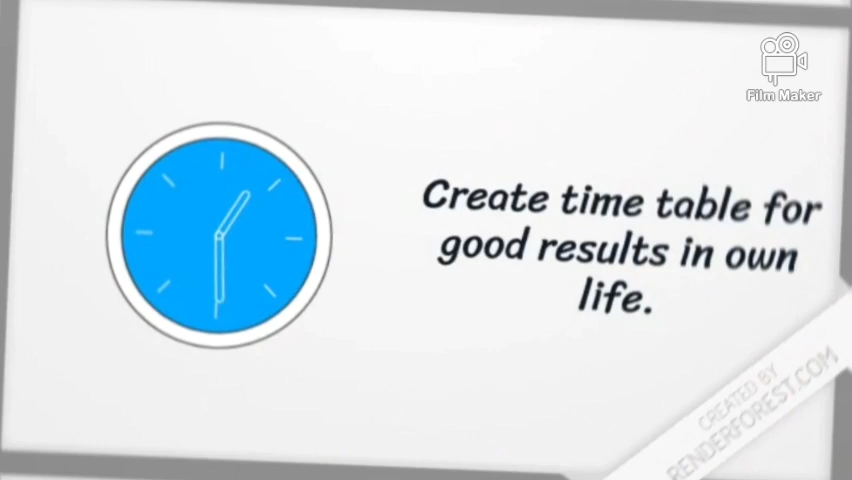 Film Maker
Create time table for
good results in own
life.
CREATED BY
RENDERFOREST.COM